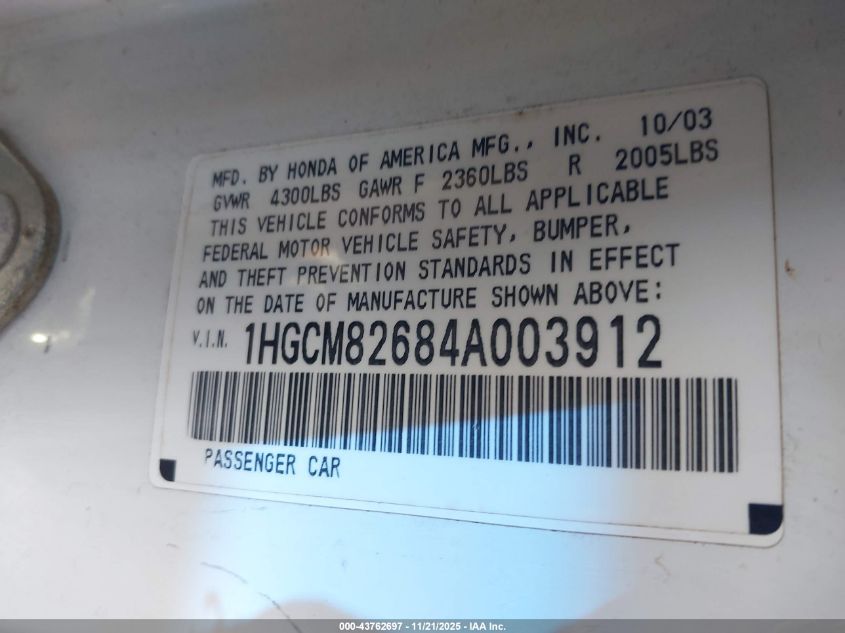 MFD. BY HONDA OF AMERICA MFG., INC. 10/03
GVWR 4300LBS GAWR F 2360LBS R 2005LBS
THIS VEHICLE CONFORMS TO ALL APPLICABLE
FEDERAL MOTOR VEHICLE SAFETY, BUMPER,
AND THEFT PREVENTION STANDARDS IN EFFECT
ON THE DATE OF MANUFACTURE SHOWN ABOVE:
V.I.N. 1HGCM82684A003912
PASSENGER CAR
000-43762697 - 11/21/2025 - IAA Inc.